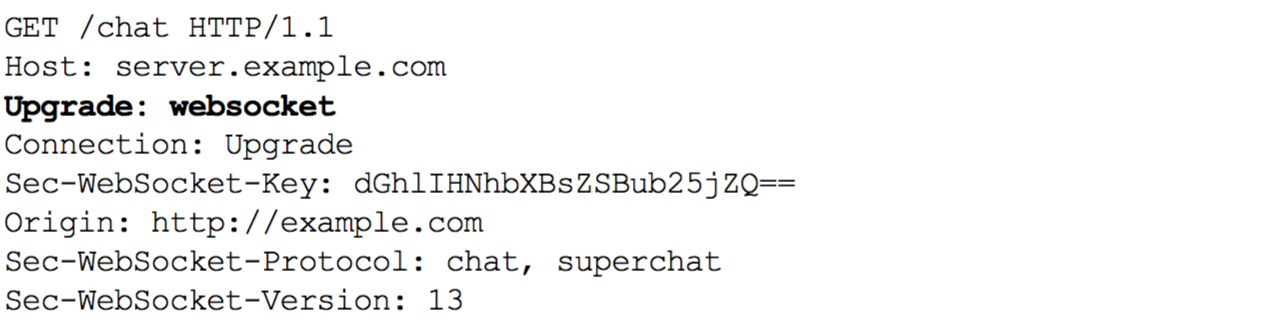 GET /chat HTTP/1.1
Host: server.example.com
Upgrade: websocket
Connection: Upgrade
Sec-WebSocket-Key: dGhlIHNhbXBsZSBub25jZQ==
Origin: http://example.com
Sec-WebSocket-Protocol: chat, superchat
Sec-WebSocket-Version: 13